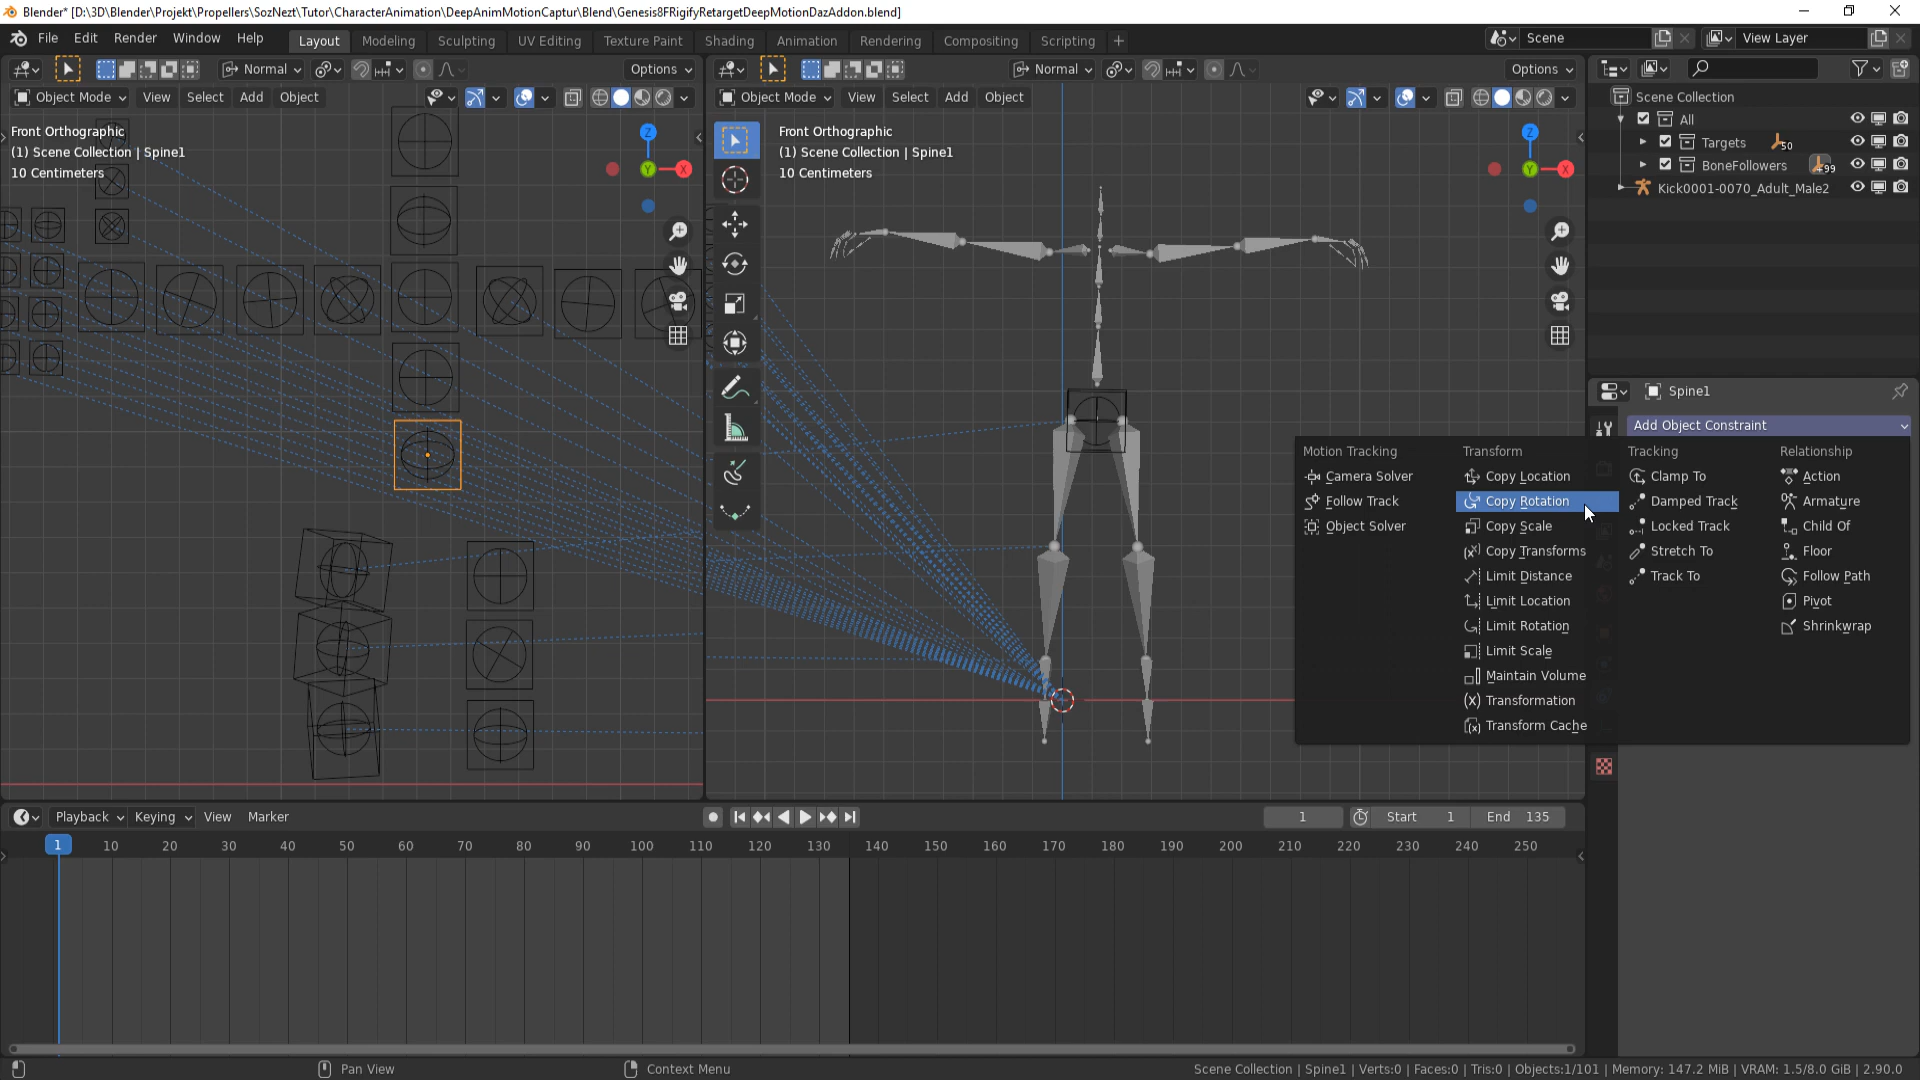 Blender* [D:\3D\Blender\Projekt\Propellers\SozNezt\Tutor\CharacterAnimation\DeepAnimMotionCaptur\Blend\Genesis8FRigifyRetargetDeepMotionDazAddon.blend]
File Edit Render Window Help Layout Modeling Sculpting UV Editing Texture Paint Shading Animation Rendering Compositing Scripting + Scene View Layer
Normal Options Normal Options
Object Mode View Select Add Object Object Mode View Select Add Object
Scene Collection
All
Targets 50
BoneFollowers 99
Kick0001-0070_Adult_Male2
Front Orthographic
(1) Scene Collection | Spine1
10 Centimeters
Z
Y
X
Front Orthographic
(1) Scene Collection | Spine1
10 Centimeters
Z
Y
X
Spine1
Add Object Constraint
Motion Tracking
Camera Solver
Follow Track
Object Solver
Transform
Copy Location
Copy Rotation
Copy Scale
Copy Transforms
Limit Distance
Limit Location
Limit Rotation
Limit Scale
Maintain Volume
Transformation
Transform Cache
Tracking
Clamp To
Damped Track
Locked Track
Stretch To
Track To
Relationship
Action
Armature
Child Of
Floor
Follow Path
Pivot
Shrinkwrap
Playback Keying View Marker 1 Start 1 End 135
1 10 20 30 40 50 60 70 80 90 100 110 120 130 140 150 160 170 180 190 200 210 220 230 240 250
Pan View Context Menu Scene Collection | Spine1 | Verts:0 | Faces:0 | Tris:0 | Objects:1/101 | Memory: 147.2 MiB | VRAM: 1.5/8.0 GiB | 2.90.0